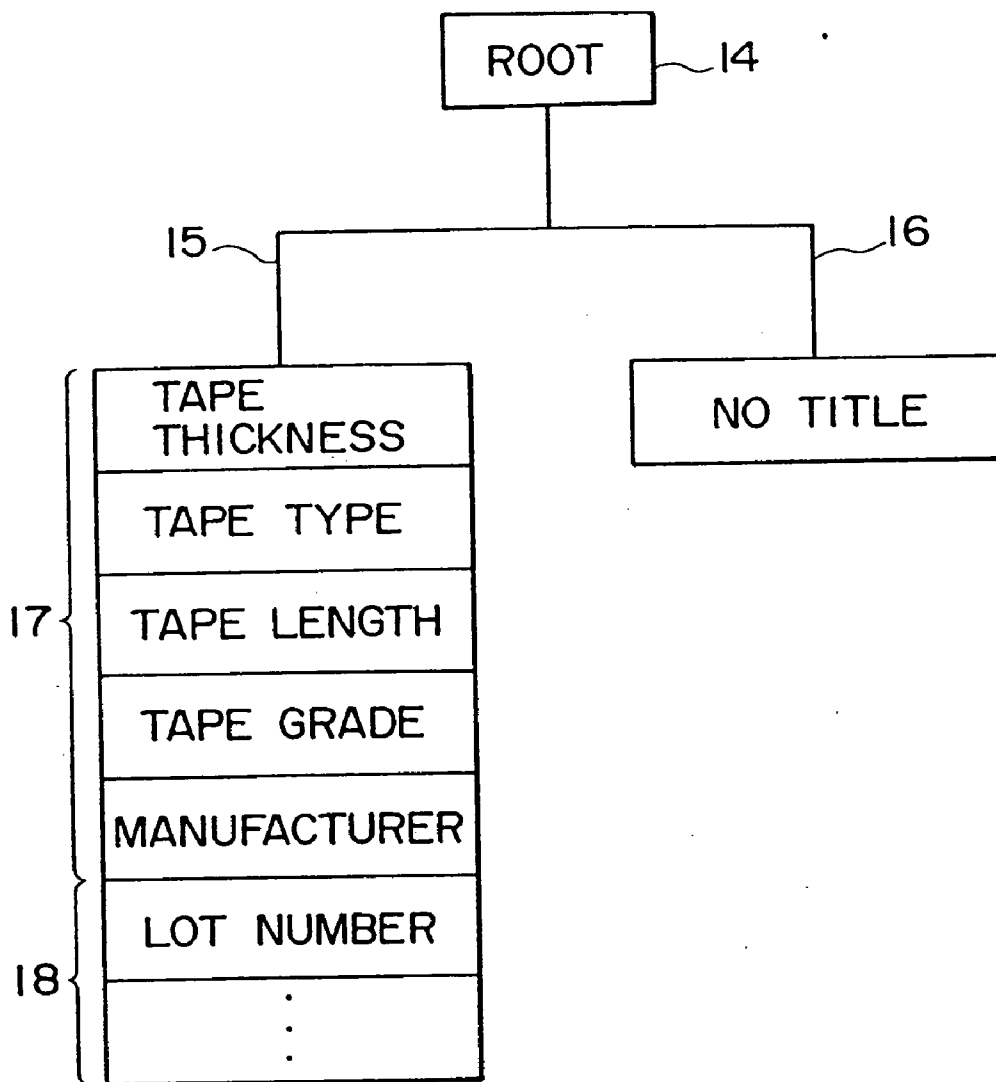 ROOT
14
15
16
TAPE
THICKNESS
NO TITLE
TAPE TYPE
17
TAPE LENGTH
TAPE GRADE
MANUFACTURER
LOT NUMBER
18